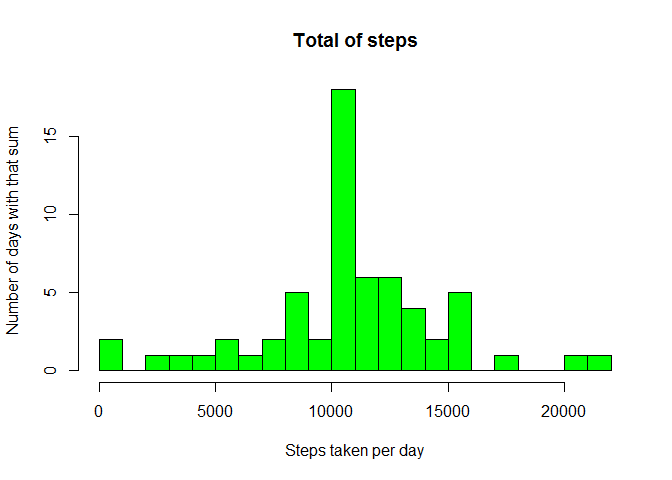 Total of steps
Number of days with that sum
15
10
5
0
0 5000 10000 15000 20000
Steps taken per day